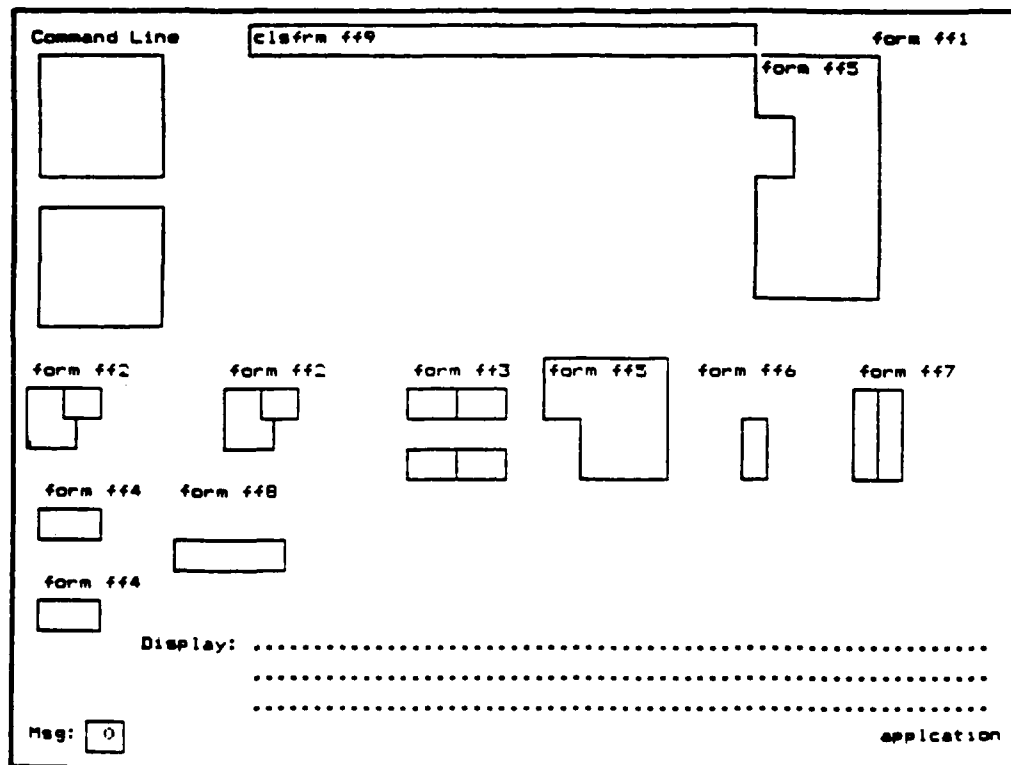 Command Line clsfrm ff9 form ff1
form ff5
form ff2 form ff2 form ff3 form ff5 form ff6 form ff7
form ff4 form ff8
form ff4
Display: ................................................................
................................................................
................................................................
Msg: 0 applcation